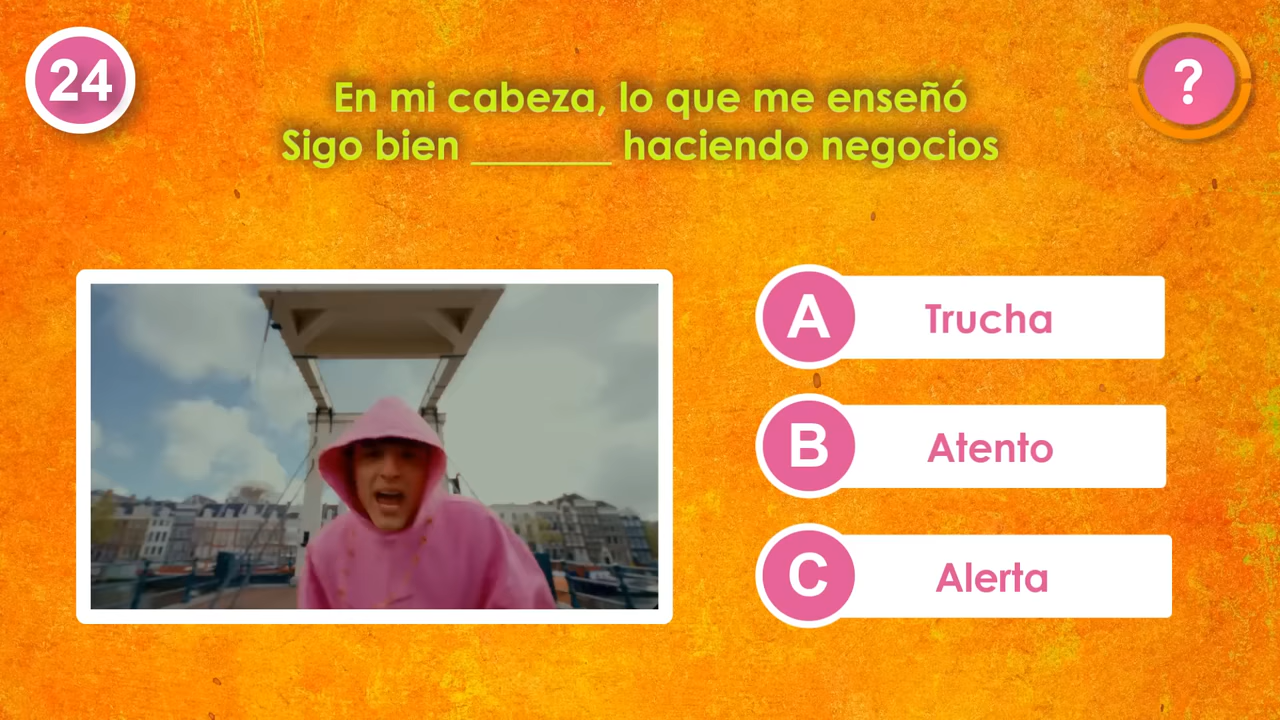 24
?
En mi cabeza, lo que me enseñó
Sigo bien _______ haciendo negocios
A Trucha
B Atento
C Alerta